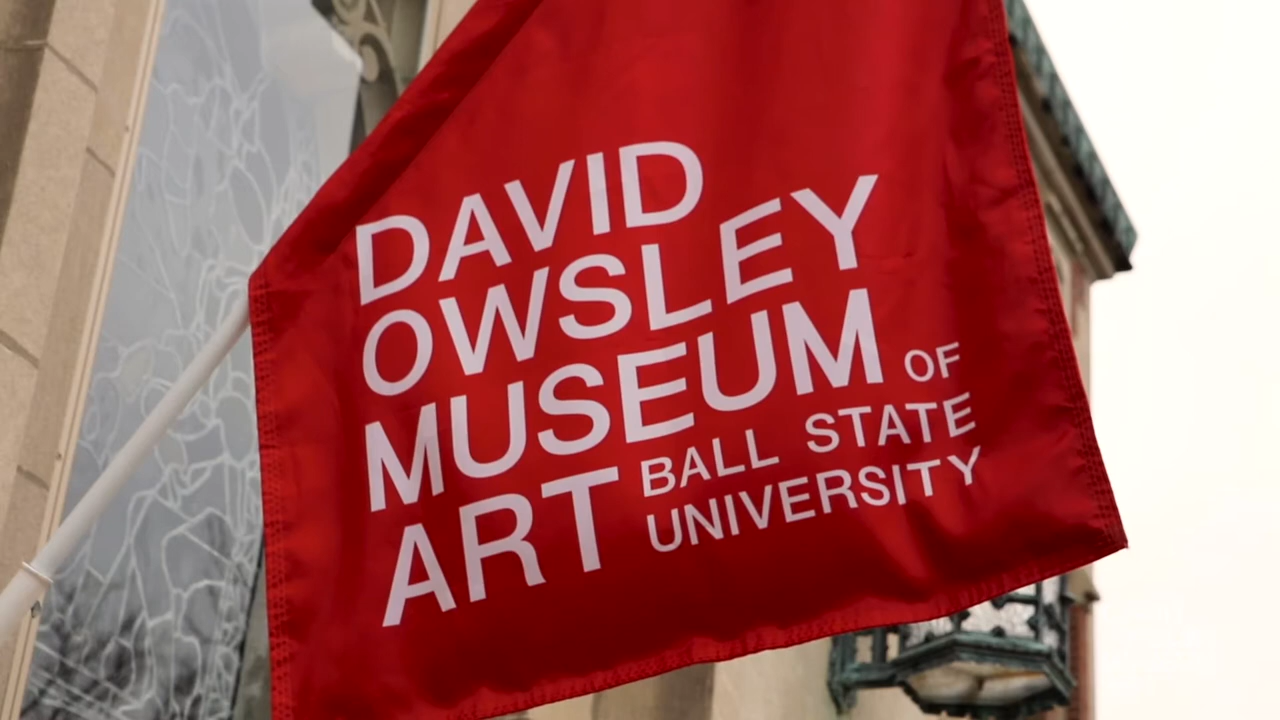 DAVID
OWSLEY
MUSEUM OF
ART BALL STATE
UNIVERSITY